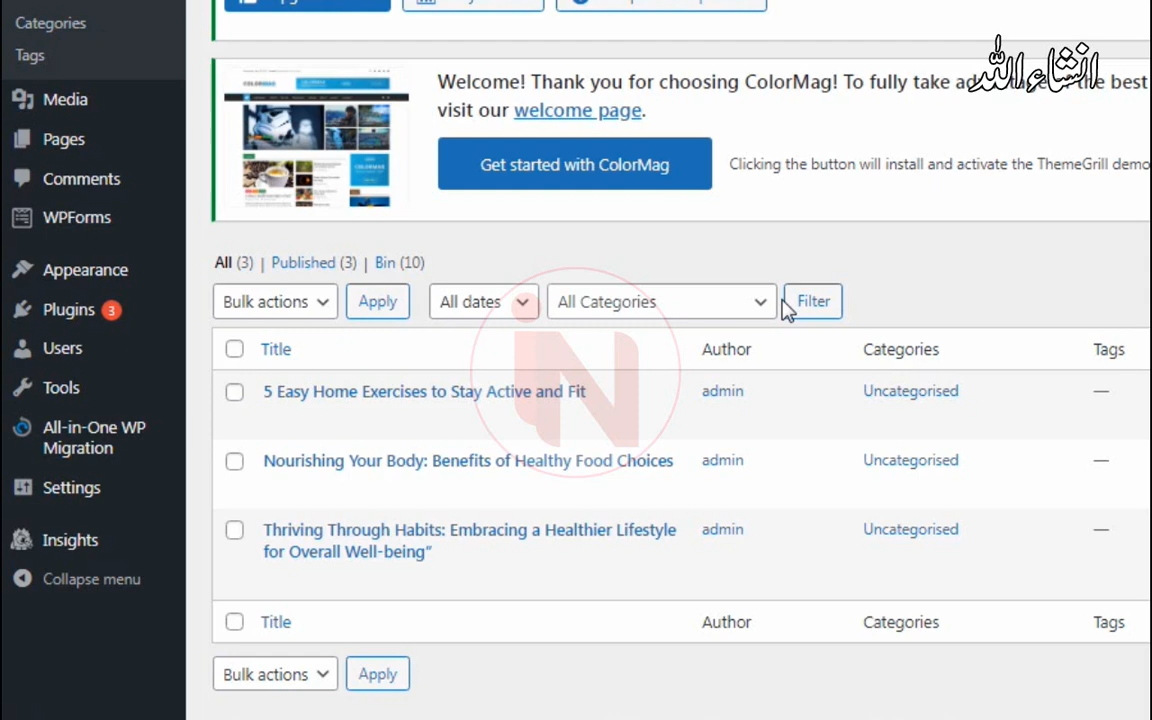 Categories
Tags
Media
Pages
Comments
WPForms
Appearance
Plugins 3
Users
Tools
All-in-One WP
Migration
Settings
Insights
Collapse menu
انشاءاللہ
Welcome! Thank you for choosing ColorMag! To fully take the best
visit our welcome page.
Get started with ColorMag
Clicking the button will install and activate the ThemeGrill demo
All (3) | Published (3) | Bin (10)
Bulk actions Apply All dates All Categories Filter
Title Author Categories Tags
5 Easy Home Exercises to Stay Active and Fit admin Uncategorised —
Nourishing Your Body: Benefits of Healthy Food Choices admin Uncategorised —
Thriving Through Habits: Embracing a Healthier Lifestyle admin Uncategorised —
for Overall Well-being"
Title Author Categories Tags
Bulk actions Apply
iN